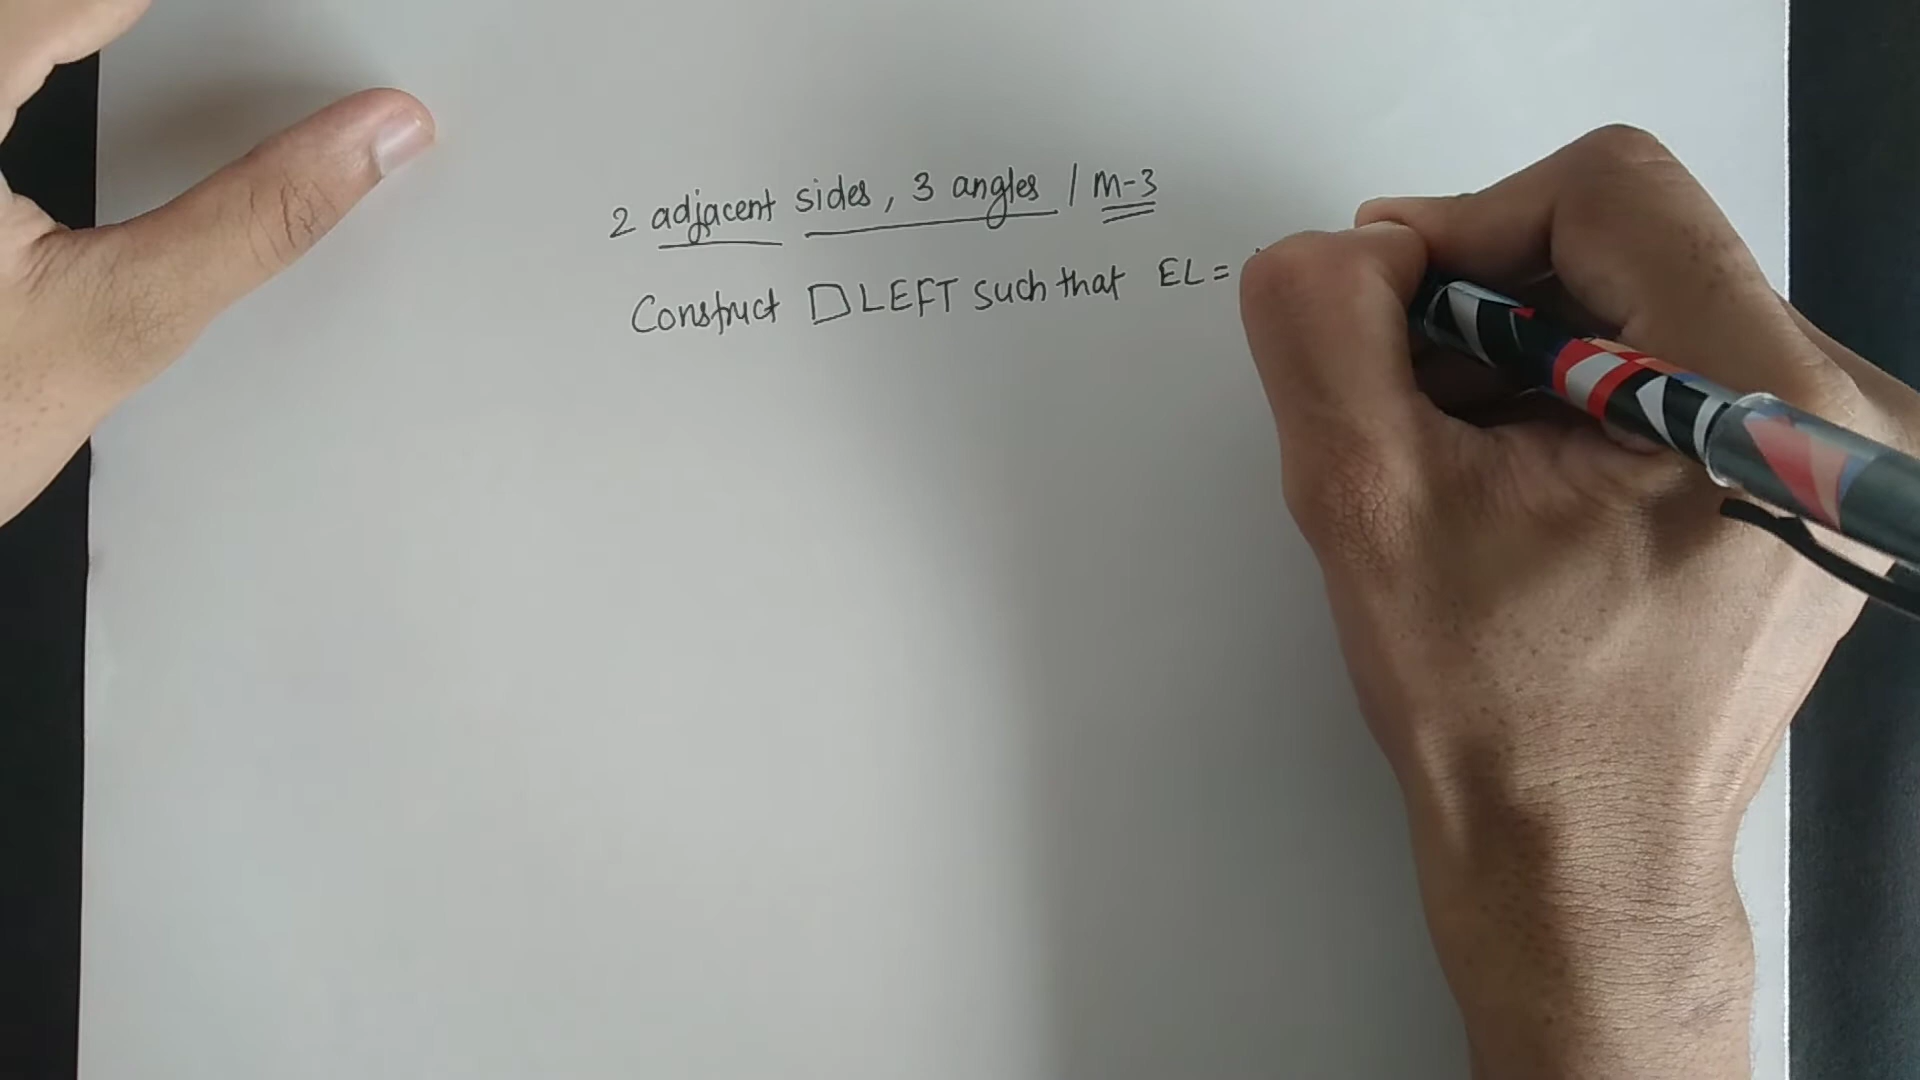 2 adjacent sides, 3 angles / m-3
Construct □ LEFT such that EL =